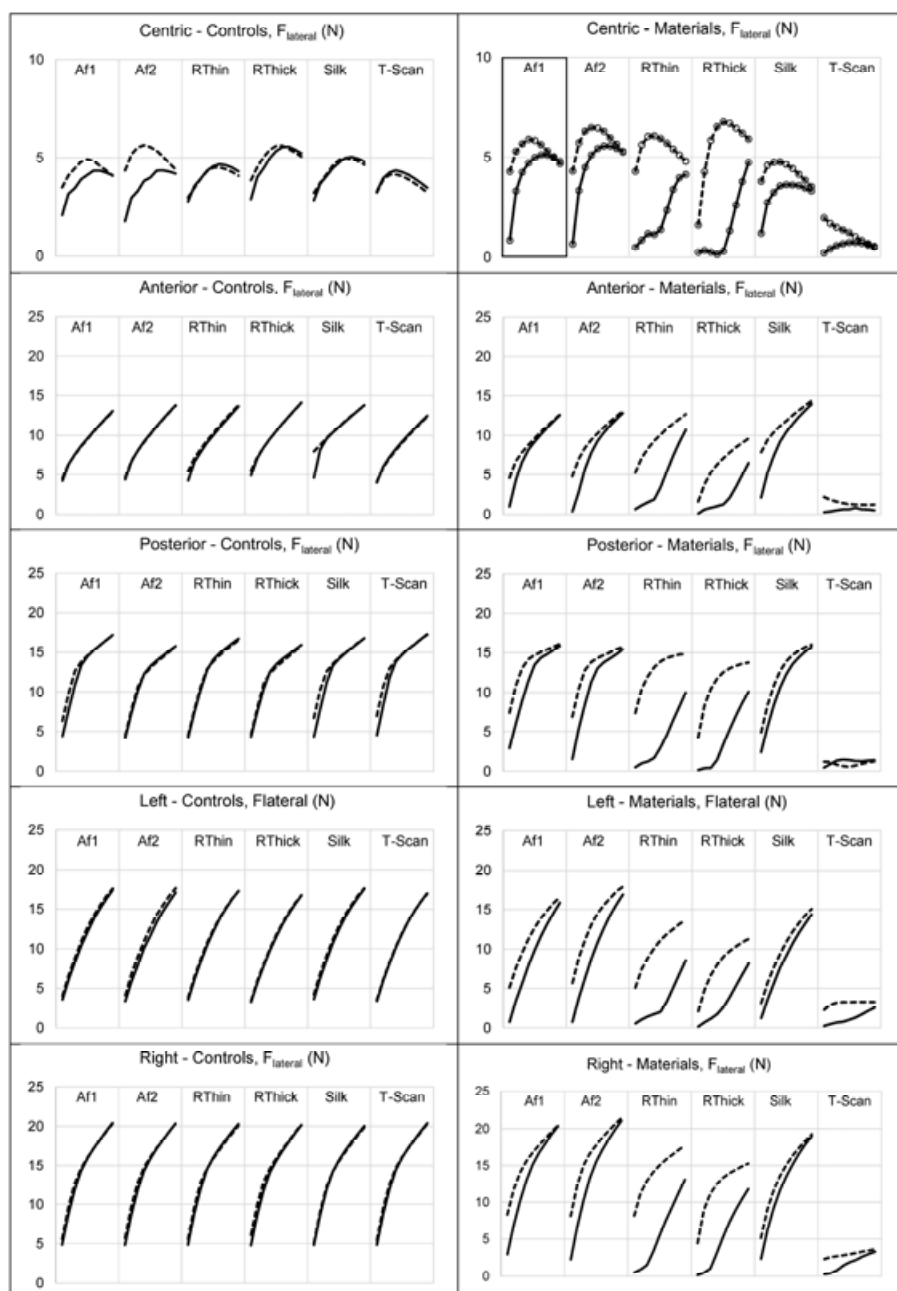 Centric - Controls, Flateral (N)
Af1 Af2 RThin RThick Silk T-Scan
10
5
0
Centric - Materials, Flateral (N)
Af1 Af2 RThin RThick Silk T-Scan
10
5
0
Anterior - Controls. Flateral (N)
Af1 Af2 RThin RThick Silk T-Scan
25
20
15
10
5
0
Anterior - Materials, Flateral (N)
Af1 Af2 RThin RThick Silk T-Scan
25
20
15
10
5
0
Posterior - Controls, Flateral (N)
Af1 Af2 RThin RThick Silk T-Scan
25
20
15
10
5
0
Posterior - Materials, Flateral (N)
Af1 Af2 RThin RThick Silk T-Scan
25
20
15
10
5
0
Left - Controls, Flateral (N)
Af1 Af2 RThin RThick Silk T-Scan
25
20
15
10
5
0
Left - Materials, Flateral (N)
Af1 Af2 RThin RThick Silk T-Scan
25
20
15
10
5
0
Right - Controls, Flateral (N)
Af1 Af2 RThin RThick Silk T-Scan
25
20
15
10
5
0
Right - Materials, Flateral (N)
Af1 Af2 RThin RThick Silk T-Scan
25
20
15
10
5
0